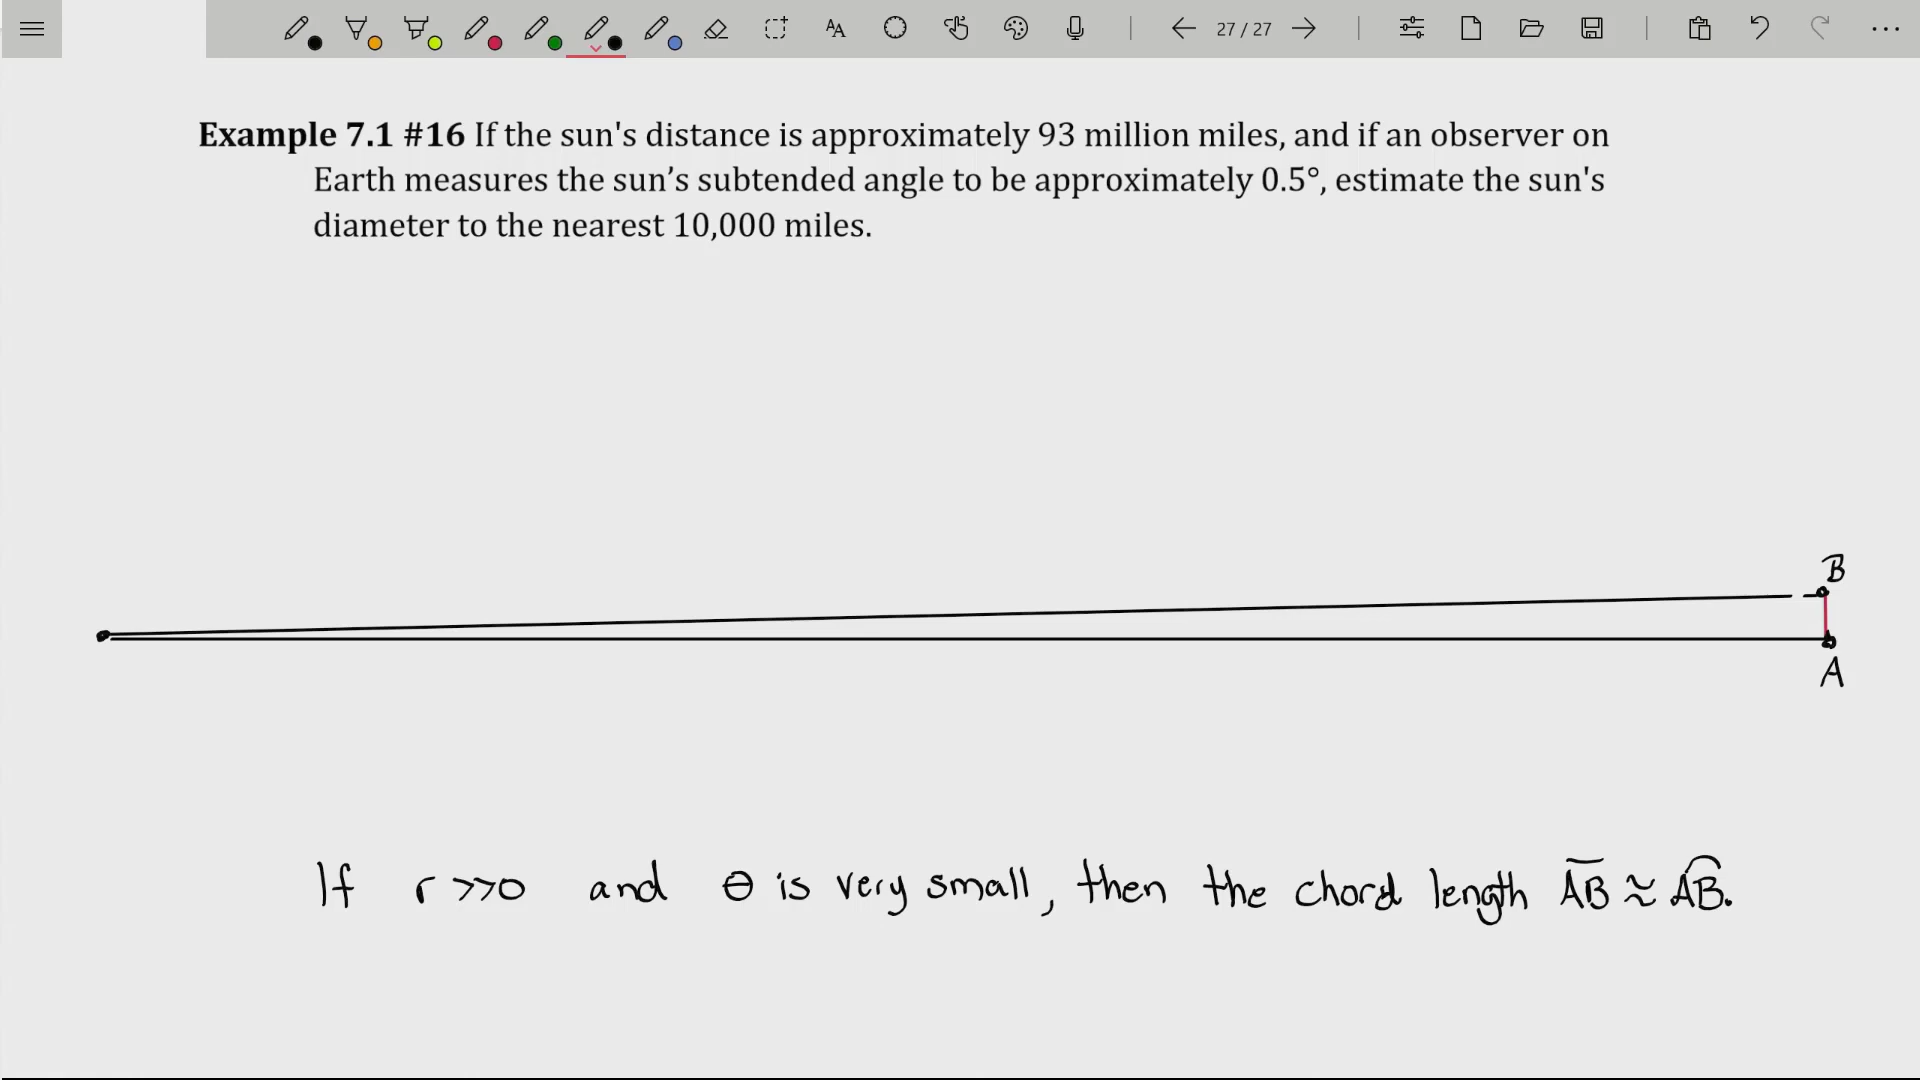 27 / 27
Example 7.1 #16 If the sun's distance is approximately 93 million miles, and if an observer on
Earth measures the sun’s subtended angle to be approximately 0.5°, estimate the sun's
diameter to the nearest 10,000 miles.
B
A
If r >>0 and θ is very small, then the chord length A̅B̅ ≈ A͡B.